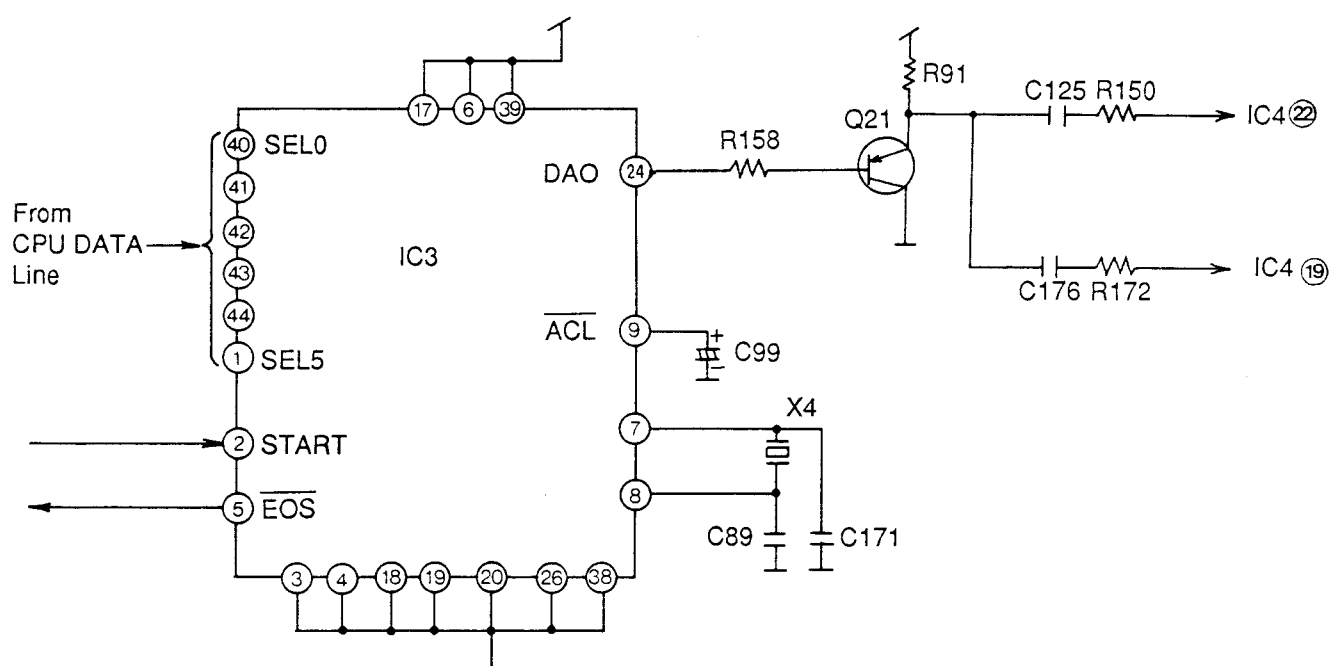 17 6 39
R91
C125 R150
IC4 22
Q21
R158
40 SEL0
41
42
43
44
1 SEL5
From
CPU DATA
Line
IC3
DAO 24
C176 R172
IC4 19
ACL 9
+
C99
−
X4
7
8
2 START
5 EOS
C89
C171
3 4 18 19 20 26 38